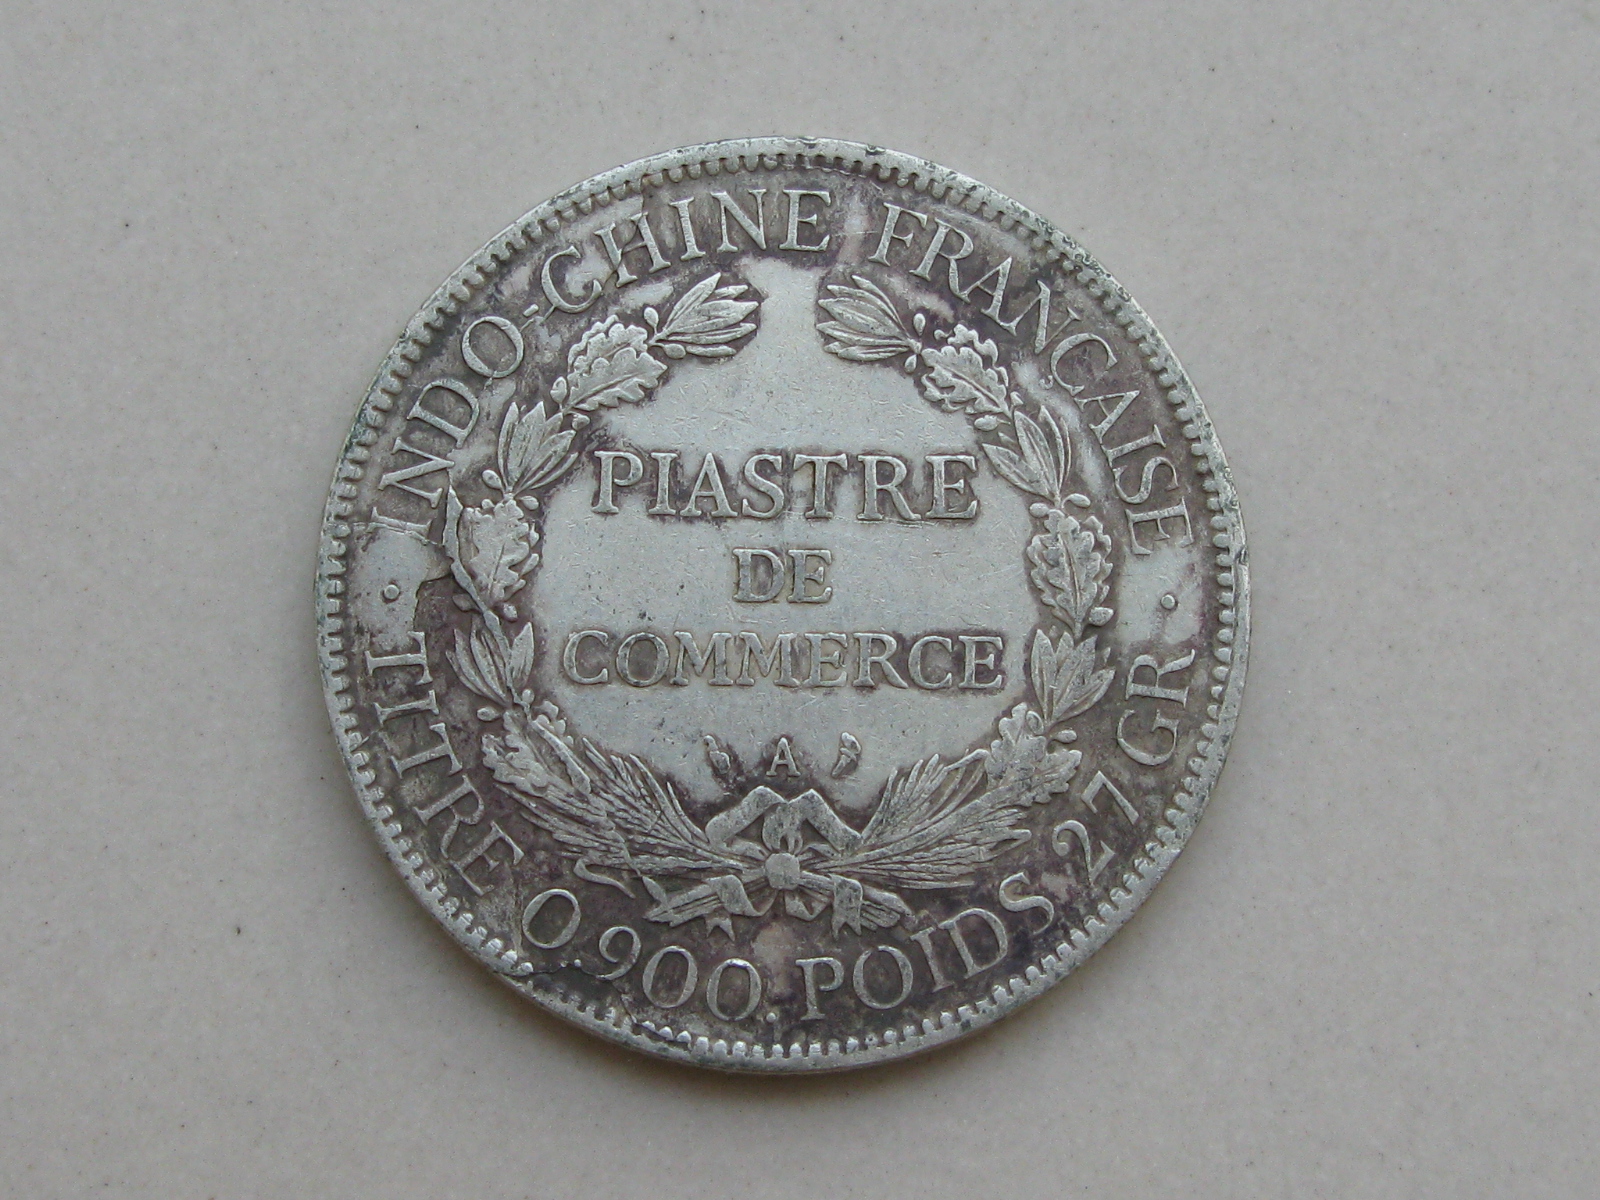 INDO-CHINE FRANÇAISE
PIASTRE
DE
COMMERCE
A
TITRE 0.900. POIDS 27 GR.